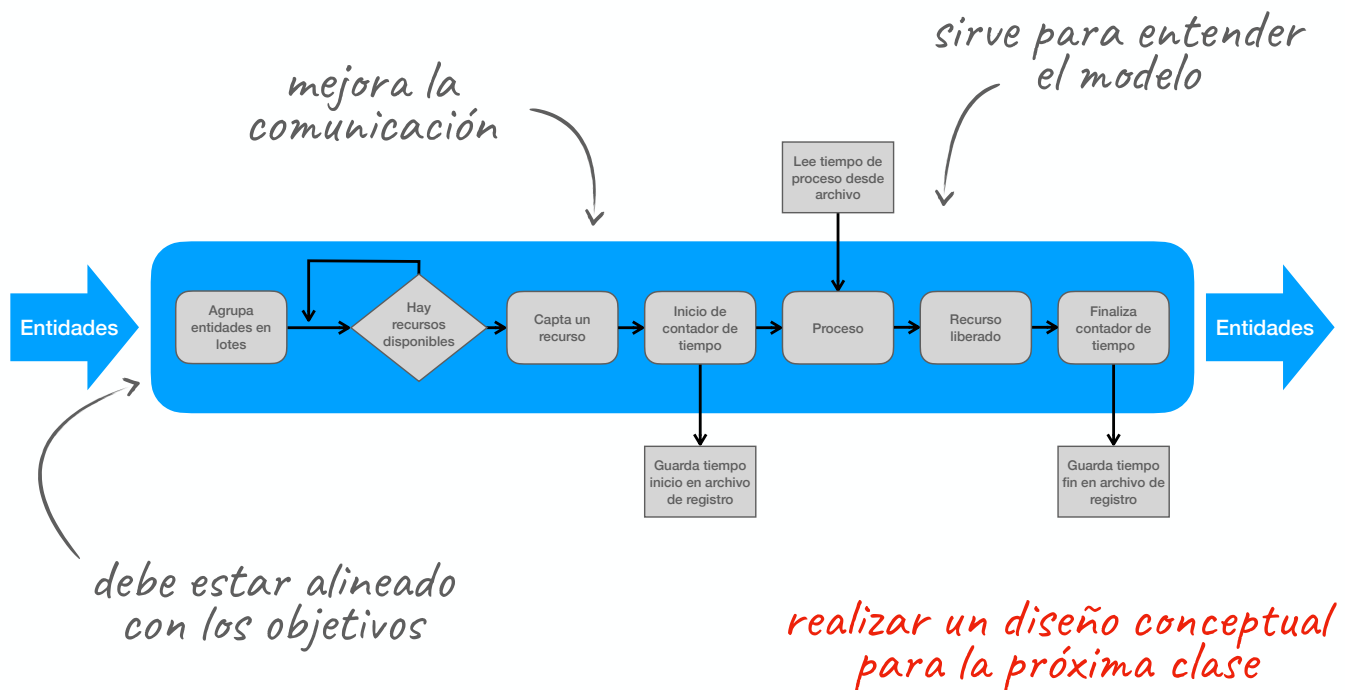 sirve para entender
el modelo
mejora la
comunicación
Lee tiempo de
proceso desde
archivo
Entidades
Agrupa
entidades en
lotes
Hay
recursos
disponibles
Capta un
recurso
Inicio de
contador de
tiempo
Proceso
Recurso
liberado
Finaliza
contador de
tiempo
Entidades
Guarda tiempo
inicio en archivo
de registro
Guarda tiempo
fin en archivo de
registro
debe estar alineado
con los objetivos
realizar un diseño conceptual
para la próxima clase